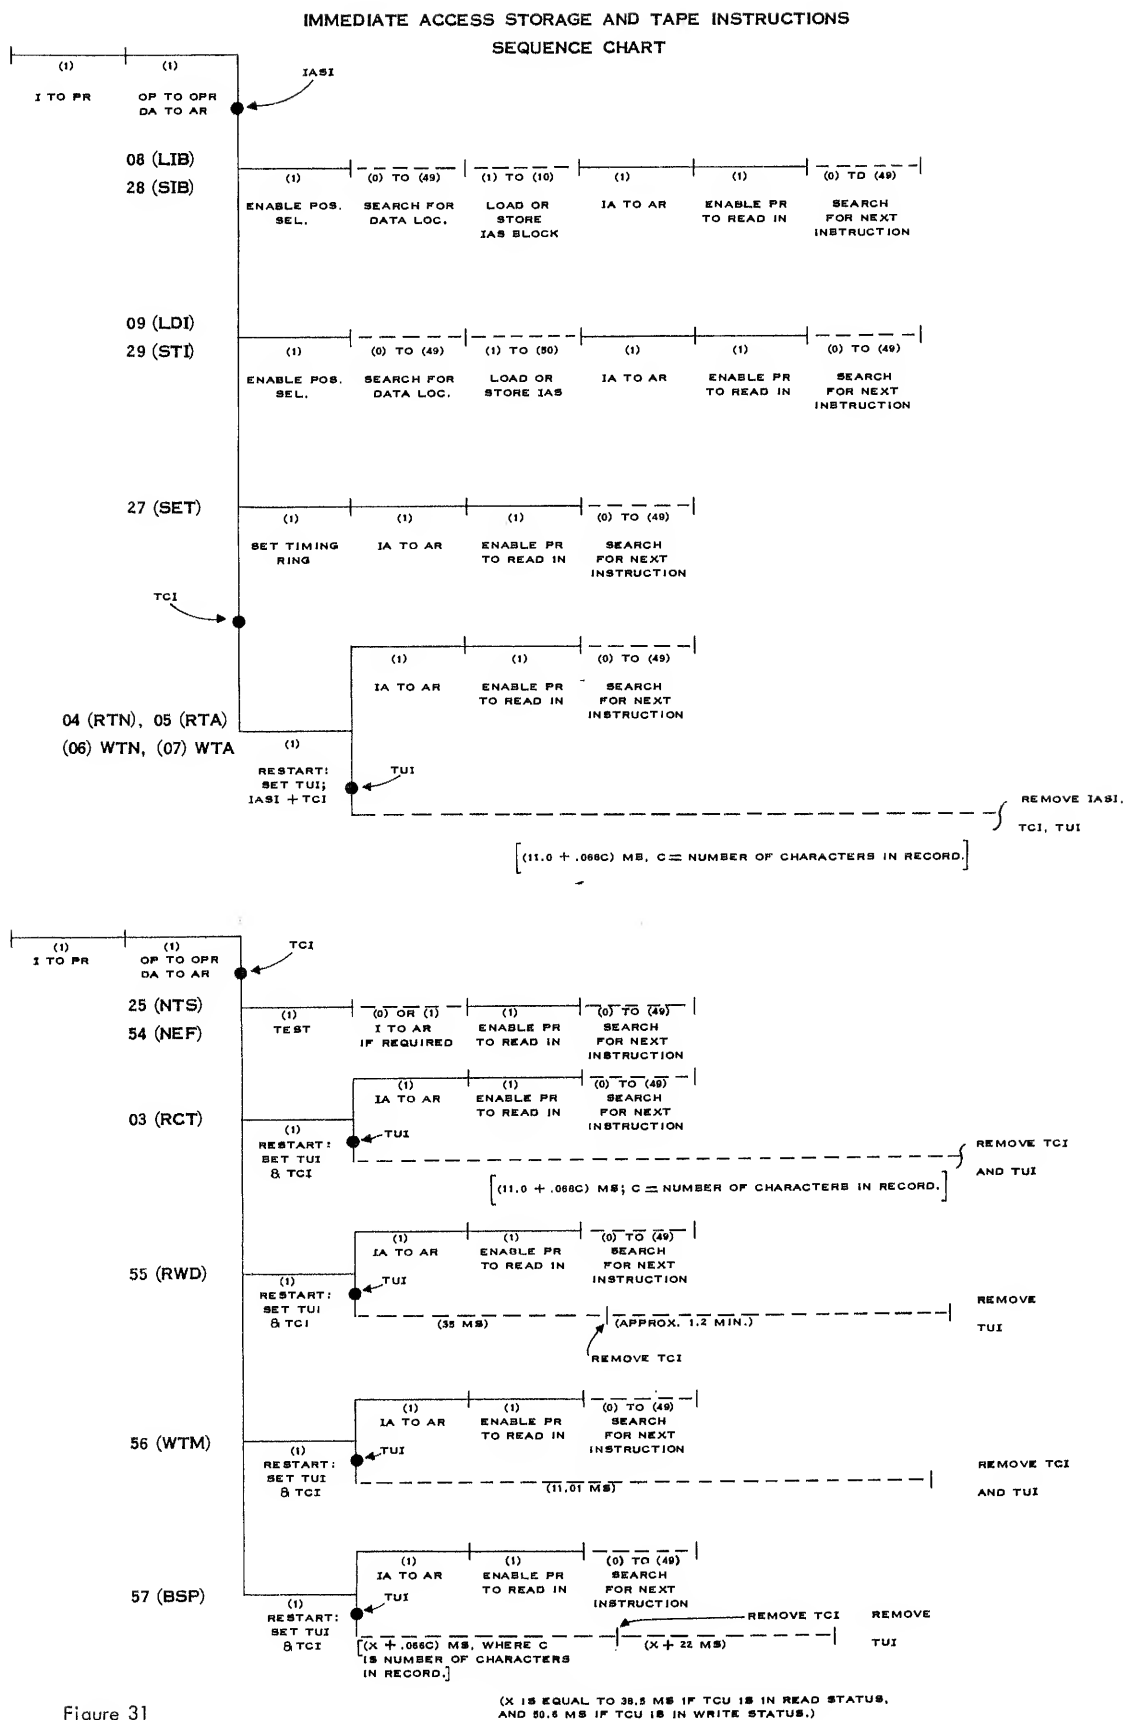 IMMEDIATE ACCESS STORAGE AND TAPE INSTRUCTIONS
SEQUENCE CHART
(1)
I TO PR
(1)
OP TO OPR
DA TO AR
IASI
08 (LIB)
28 (SIB)
(1)
ENABLE POS.
SEL.
(0) TO (49)
SEARCH FOR
DATA LOC.
(1) TO (10)
LOAD OR
STORE
IAS BLOCK
(1)
IA TO AR
(1)
ENABLE PR
TO READ IN
(0) TO (49)
SEARCH
FOR NEXT
INSTRUCTION
09 (LDI)
29 (STI)
(1)
ENABLE POS.
SEL.
(0) TO (49)
SEARCH FOR
DATA LOC.
(1) TO (50)
LOAD OR
STORE IAS
(1)
IA TO AR
(1)
ENABLE PR
TO READ IN
(0) TO (49)
SEARCH
FOR NEXT
INSTRUCTION
27 (SET)
(1)
SET TIMING
RING
(1)
IA TO AR
(1)
ENABLE PR
TO READ IN
(0) TO (49)
SEARCH
FOR NEXT
INSTRUCTION
TCI
(1)
IA TO AR
(1)
ENABLE PR
TO READ IN
(0) TO (49)
SEARCH
FOR NEXT
INSTRUCTION
04 (RTN), 05 (RTA)
(06) WTN, (07) WTA
(1)
RESTART:
SET TUI;
IASI + TCI
TUI
REMOVE IASI,
TCI, TUI
[(11.0 + .066C) MS, C = NUMBER OF CHARACTERS IN RECORD.]
(1)
I TO PR
(1)
OP TO OPR
DA TO AR
TCI
25 (NTS)
54 (NEF)
(1)
TEST
(0) OR (1)
I TO AR
IF REQUIRED
(1)
ENABLE PR
TO READ IN
(0) TO (49)
SEARCH
FOR NEXT
INSTRUCTION
03 (RCT)
(1)
IA TO AR
(1)
ENABLE PR
TO READ IN
(0) TO (49)
SEARCH
FOR NEXT
INSTRUCTION
(1)
RESTART:
SET TUI
& TCI
TUI
REMOVE TCI
AND TUI
[(11.0 + .066C) MS; C = NUMBER OF CHARACTERS IN RECORD.]
55 (RWD)
(1)
IA TO AR
(1)
ENABLE PR
TO READ IN
(0) TO (49)
SEARCH
FOR NEXT
INSTRUCTION
(1)
RESTART:
SET TUI
& TCI
TUI
(35 MS)
(APPROX. 1.2 MIN.)
REMOVE
TUI
REMOVE TCI
56 (WTM)
(1)
IA TO AR
(1)
ENABLE PR
TO READ IN
(0) TO (49)
SEARCH
FOR NEXT
INSTRUCTION
(1)
RESTART:
SET TUI
& TCI
TUI
(11.01 MS)
REMOVE TCI
AND TUI
57 (BSP)
(1)
IA TO AR
(1)
ENABLE PR
TO READ IN
(0) TO (49)
SEARCH
FOR NEXT
INSTRUCTION
(1)
RESTART:
SET TUI
& TCI
TUI
REMOVE TCI
REMOVE
TUI
[(X + .066C) MS, WHERE C
IS NUMBER OF CHARACTERS
IN RECORD.]
(X + 22 MS)
(X IS EQUAL TO 38.5 MS IF TCU IS IN READ STATUS,
AND 50.6 MS IF TCU IS IN WRITE STATUS.)
Figure 31